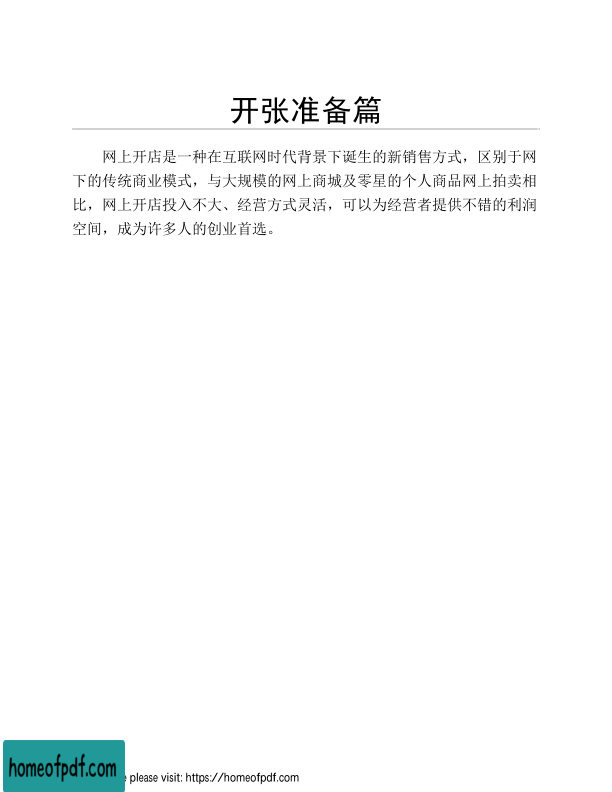 开张准备篇
网上开店是一种在互联网时代背景下诞生的新销售方式，区别于网
下的传统商业模式，与大规模的网上商城及零星的个人商品网上拍卖相
比，网上开店投入不大、经营方式灵活，可以为经营者提供不错的利润
空间，成为许多人的创业首选。
homeofpdf.com
please visit: https://homeofpdf.com